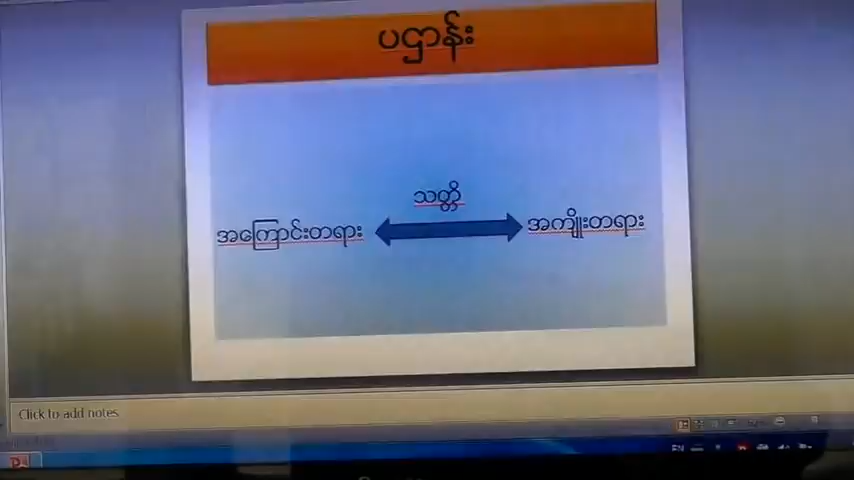 ပဌာန်း
သတ္တိ
အကြောင်းတရား အကျိုးတရား
Click to add notes
EN